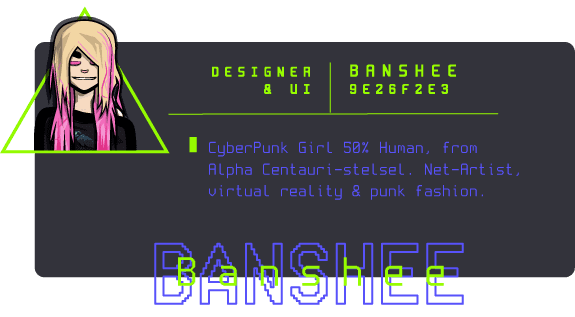 DESIGNER
& UI
BANSHEE
9E26F2E3
CyberPunk Girl 50% Human, from
Alpha Centauri-stelsel. Net-Artist,
virtual reality & punk fashion.
BANSHEE
Banshee